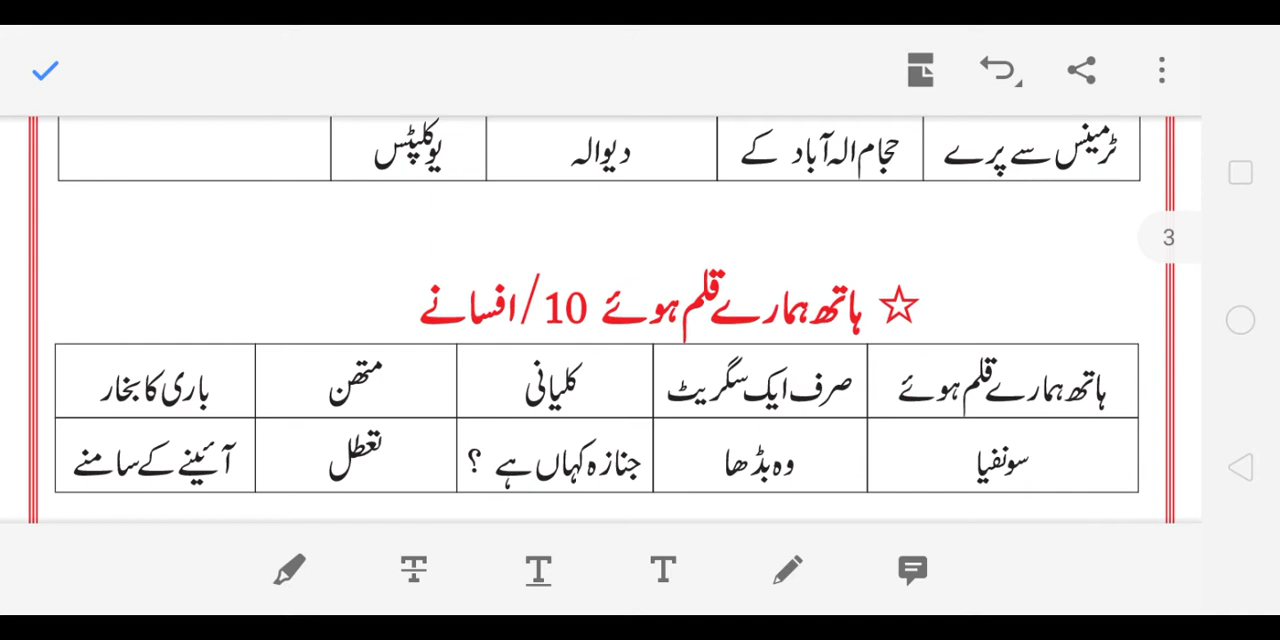 ٹرمینس سے پرے حجام الہ آباد کے دیوالہ یوکلپٹس
3
☆ ہاتھ ہمارے قلم ہوئے 10/افسانے
ہاتھ ہمارے قلم ہوئے صرف ایک سگریٹ کلیانی متھن باری کا بخار
سونفیا وہ بڈھا جنازہ کہاں ہے ؟ تعطل آئینے کے سامنے